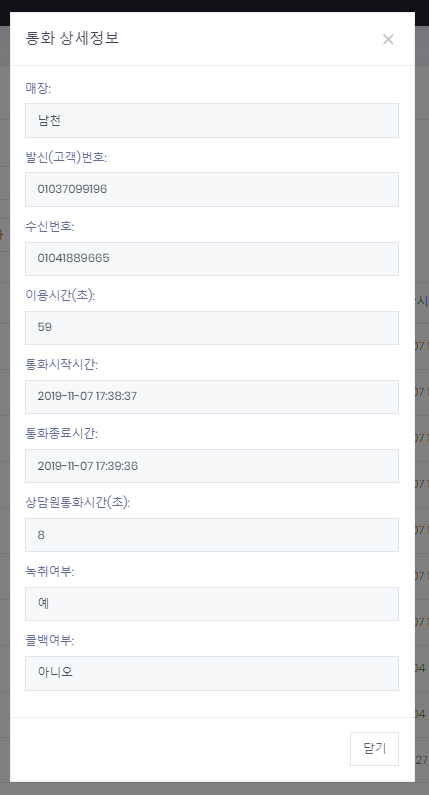 통화 상세정보
×
매장:
남천
발신(고객)번호:
01037099196
수신번호:
01041889665
이용시간(초):
59
통화시작시간:
2019-11-07 17:38:37
통화종료시간:
2019-11-07 17:39:36
상담원통화시간(초):
8
녹취여부:
예
콜백여부:
아니오
닫기